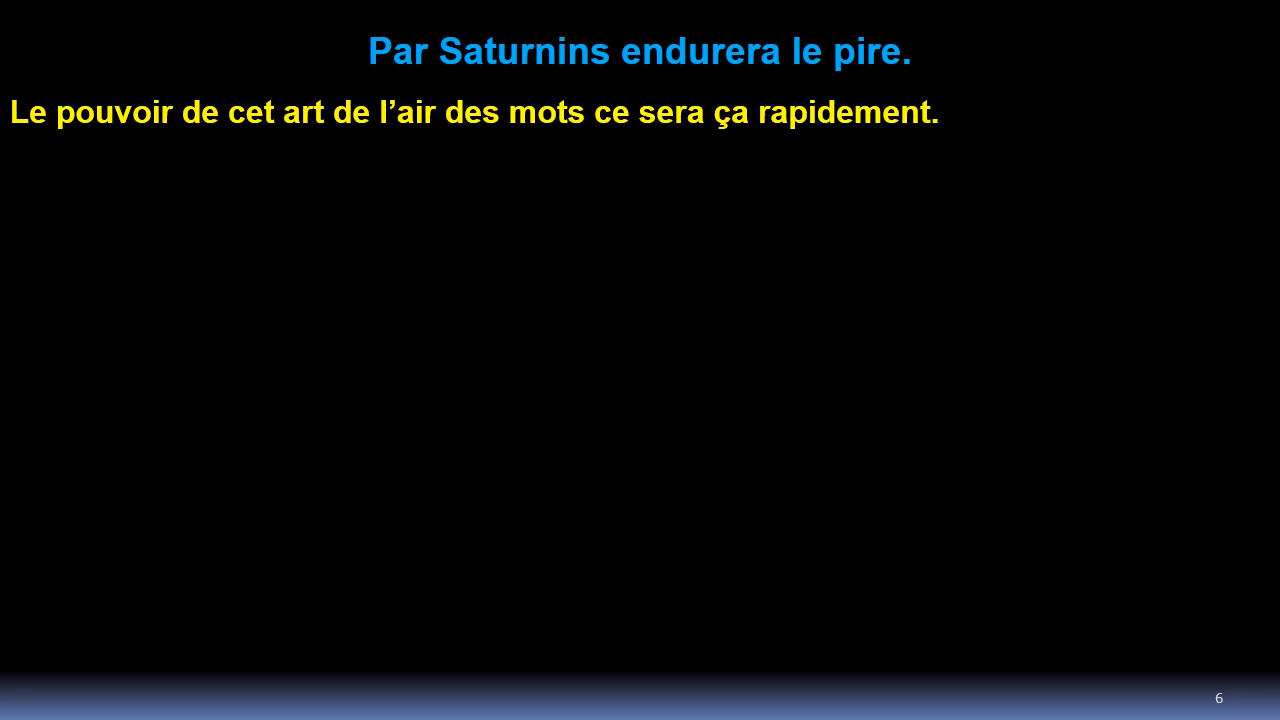 Par Saturnins endurera le pire.
Le pouvoir de cet art de l’air des mots ce sera ça rapidement.
6